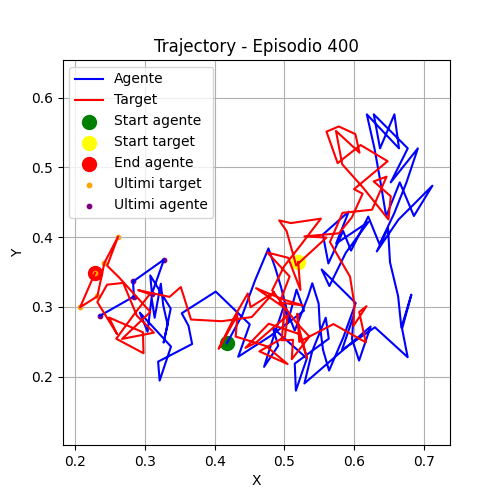 Trajectory - Episodio 400
Agente
Target
Start agente
Start target
End agente
Ultimi target
Ultimi agente
0.6
0.5
0.4
0.3
0.2
Y
0.2 0.3 0.4 0.5 0.6 0.7
X